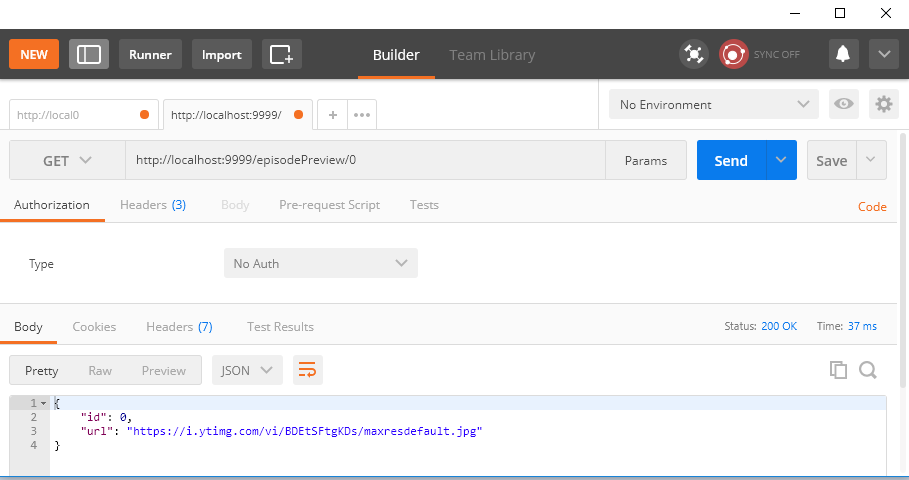 NEW Runner Import Builder Team Library SYNC OFF
http://local0 http://localhost:9999/ + ••• No Environment
GET http://localhost:9999/episodePreview/0 Params Send Save
Authorization Headers (3) Body Pre-request Script Tests Code
Type No Auth
Body Cookies Headers (7) Test Results Status: 200 OK Time: 37 ms
Pretty Raw Preview JSON
1 {
2 "id": 0,
3 "url": "https://i.ytimg.com/vi/BDEtSFtgKDs/maxresdefault.jpg"
4 }